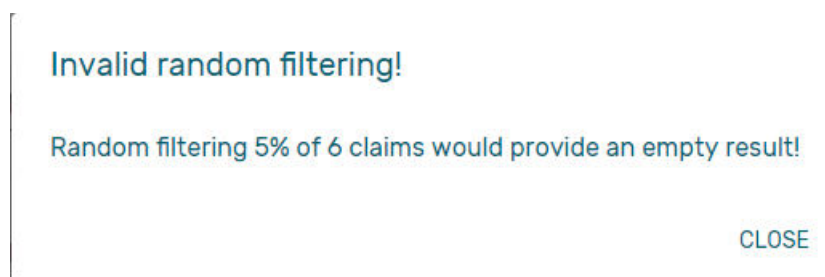 Invalid random filtering!
Random filtering 5% of 6 claims would provide an empty result!
CLOSE